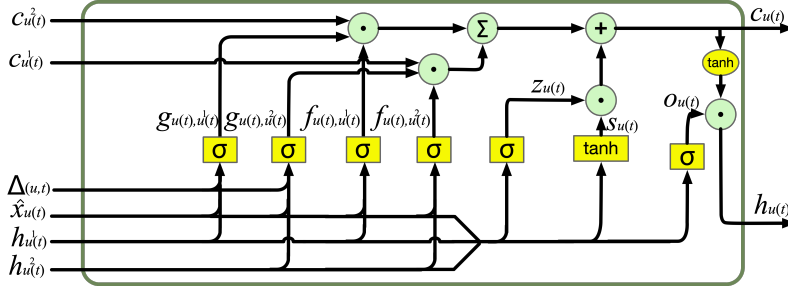 c_{u^2(t)} c_{u(t)}
Σ +
c_{u^1(t)} tanh
z_{u(t)} o_{u(t)}
g_{u(t),u^1(t)} g_{u(t),u^2(t)} f_{u(t),u^1(t)} f_{u(t),u^2(t)} s_{u(t)}
σ σ σ σ σ tanh σ
Δ_{(u,t)}
x̂_{u(t)} h_{u(t)}
h_{u^1(t)}
h_{u^2(t)}